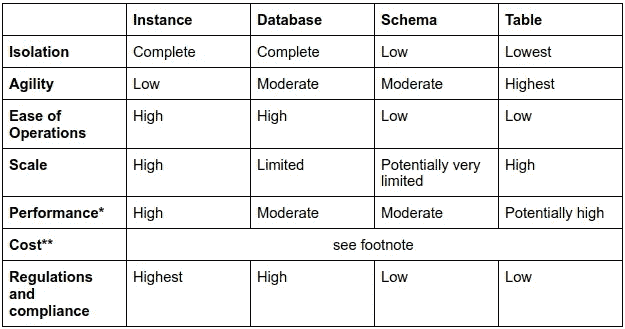 Instance Database Schema Table
Isolation Complete Complete Low Lowest
Agility Low Moderate Moderate Highest
Ease of High High Low Low
Operations
Scale High Limited Potentially very High
limited
Performance* High Moderate Moderate Potentially high
Cost** see footnote
Regulations Highest High Low Low
and
compliance